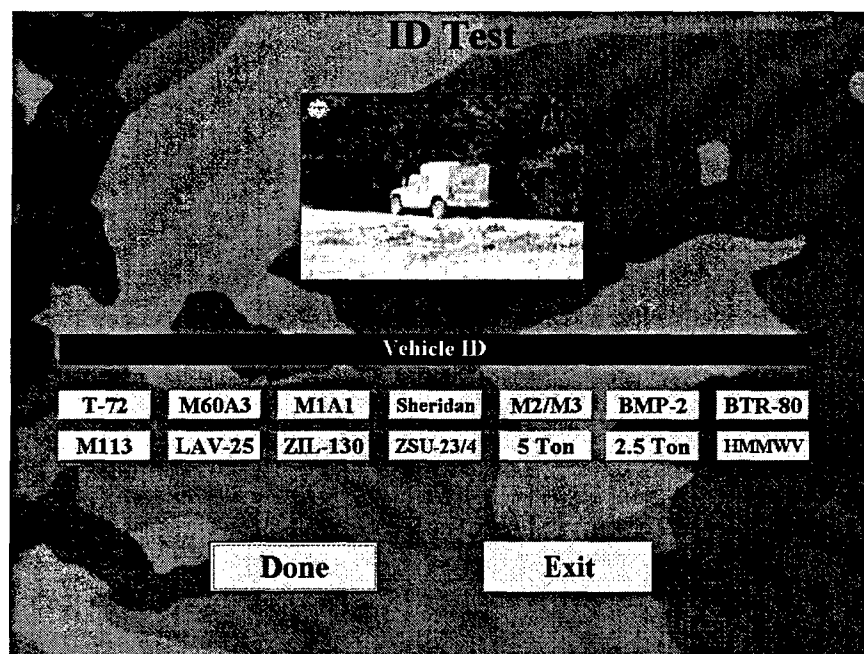 ID Test
Vehicle ID
T-72 M60A3 M1A1 Sheridan M2/M3 BMP-2 BTR-80
M113 LAV-25 ZIL-130 ZSU-23/4 5 Ton 2.5 Ton HMMWV
Done Exit